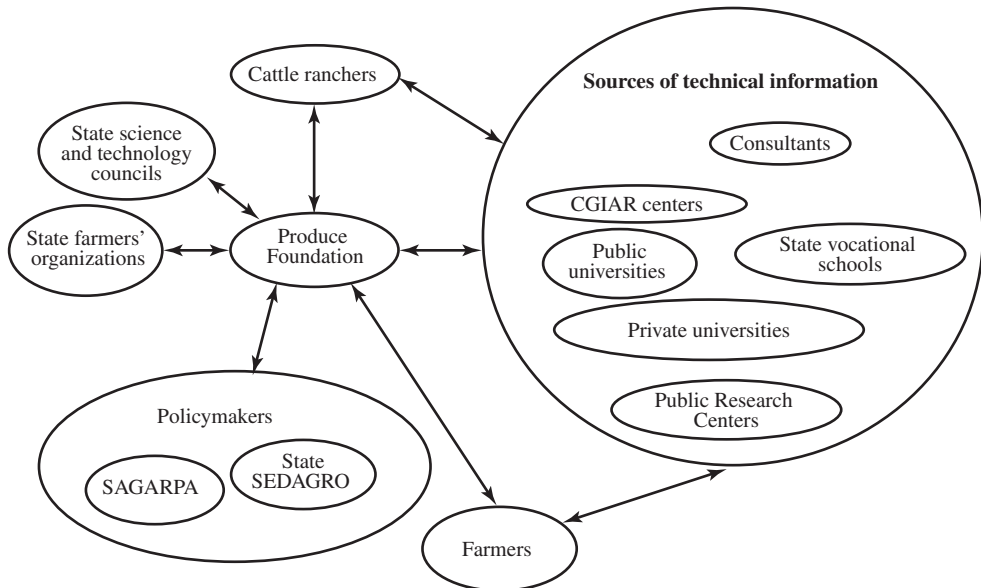 Cattle ranchers
Sources of technical information
State science
and technology
councils
Consultants
CGIAR centers
State farmers'
organizations
Produce
Foundation
Public
universities
State vocational
schools
Private universities
Public Research
Centers
Policymakers
SAGARPA
State
SEDAGRO
Farmers